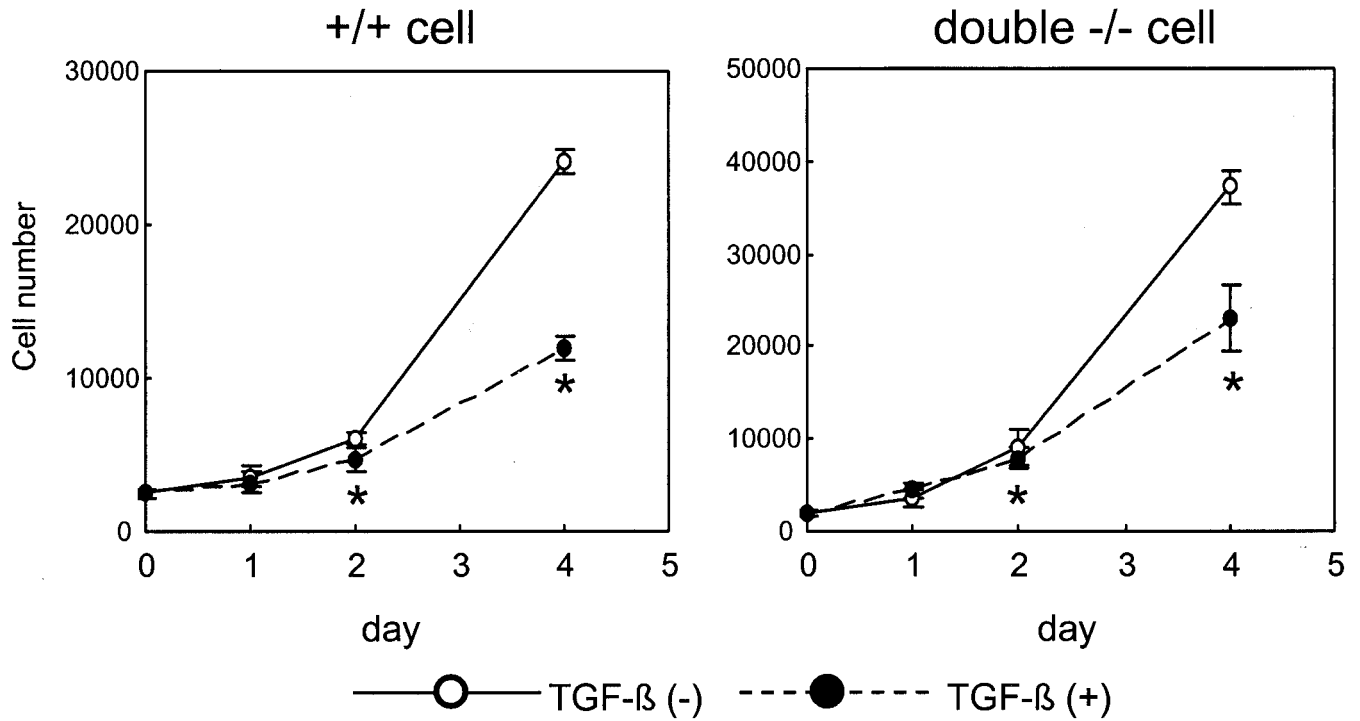 +/+ cell
double -/- cell
30000
20000
10000
0
Cell number
0 1 2 3 4 5
day
*
*
50000
40000
30000
20000
10000
0
0 1 2 3 4 5
day
*
*
TGF-ß (-)
TGF-ß (+)